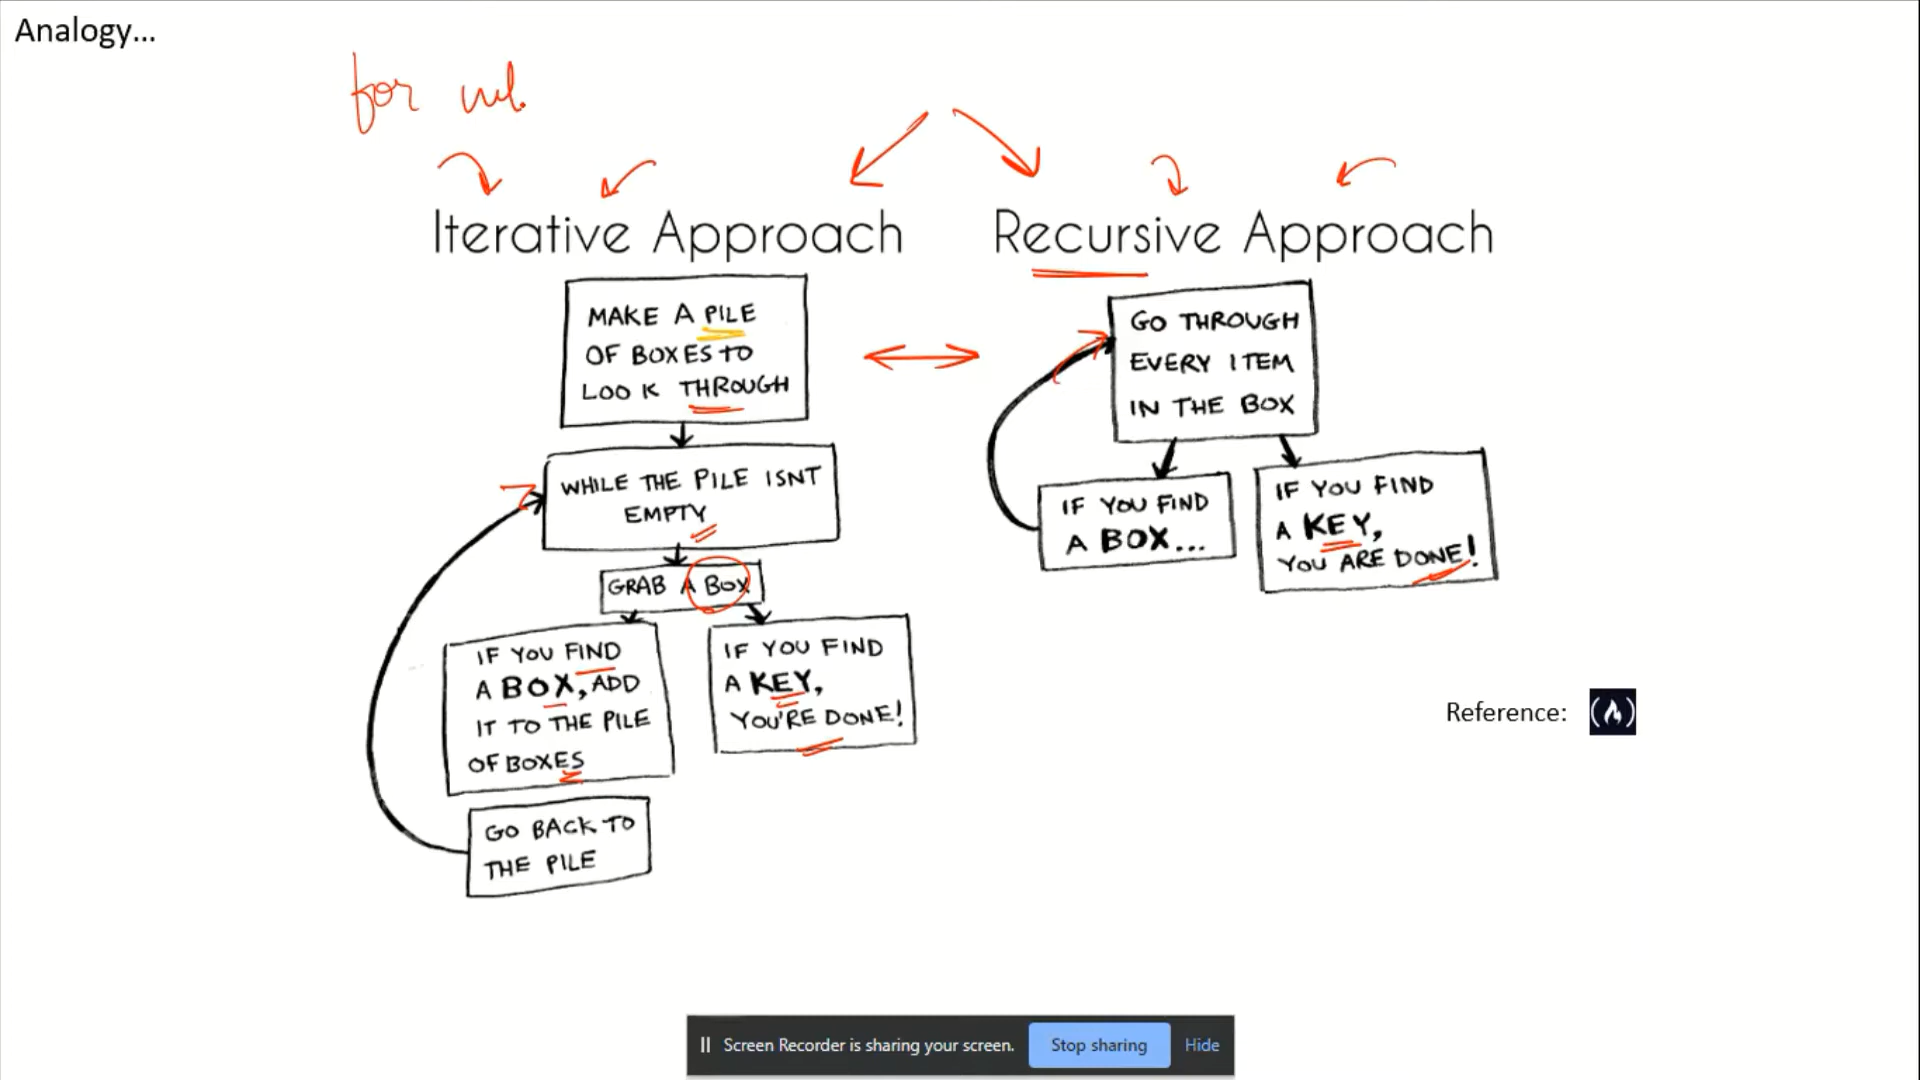 Analogy...
for
Iterative Approach
MAKE A PILE
OF BOXES TO
LOOK THROUGH
WHILE THE PILE ISNT
EMPTY
GRAB A BOX
IF YOU FIND
A BOX, ADD
IT TO THE PILE
OF BOXES
IF YOU FIND
A KEY,
YOU'RE DONE!
GO BACK TO
THE PILE
Recursive Approach
GO THROUGH
EVERY ITEM
IN THE BOX
IF YOU FIND
A BOX...
IF YOU FIND
A KEY,
YOU ARE DONE!
Reference:
Screen Recorder is sharing your screen. Stop sharing Hide